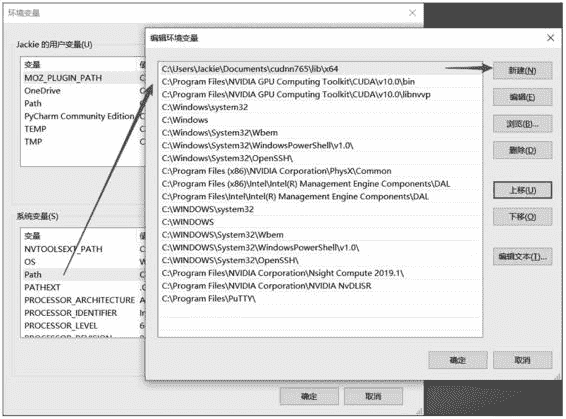 环境变量
Jackie 的用户变量(U)
变量
MOZ_PLUGIN_PATH
OneDrive
Path
PyCharm Community Edition
TEMP
TMP
系统变量(S)
变量
NVTOOLSEXT_PATH
OS
Path
PATHEXT
PROCESSOR_ARCHITECTURE
PROCESSOR_IDENTIFIER
PROCESSOR_LEVEL
确定
取消
编辑环境变量
C:\Users\Jackie\Documents\cudnn765\lib\x64
C:\Program Files\NVIDIA GPU Computing Toolkit\CUDA\v10.0\bin
C:\Program Files\NVIDIA GPU Computing Toolkit\CUDA\v10.0\libnvvp
C:\Windows\system32
C:\Windows
C:\Windows\System32\Wbem
C:\Windows\System32\WindowsPowerShell\v1.0\
C:\Windows\System32\OpenSSH\
C:\Program Files (x86)\NVIDIA Corporation\PhysX\Common
C:\Program Files (x86)\Intel\Intel(R) Management Engine Components\DAL
C:\Program Files\Intel\Intel(R) Management Engine Components\DAL
C:\WINDOWS\system32
C:\WINDOWS
C:\WINDOWS\System32\Wbem
C:\WINDOWS\System32\WindowsPowerShell\v1.0\
C:\WINDOWS\System32\OpenSSH\
C:\Program Files\NVIDIA Corporation\Nsight Compute 2019.1\
C:\Program Files\NVIDIA Corporation\NVIDIA NvDLISR
C:\Program Files\PuTTY\
新建(N)
编辑(E)
浏览(B)...
删除(D)
上移(U)
下移(O)
编辑文本(T)...
确定
取消